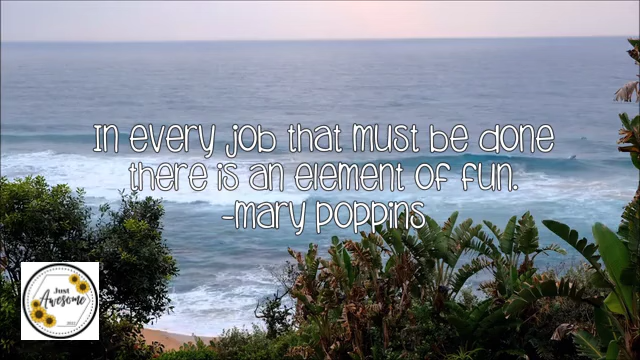 In every job that must be done
there is an element of fun.
-mary poppins
Just
Awesome